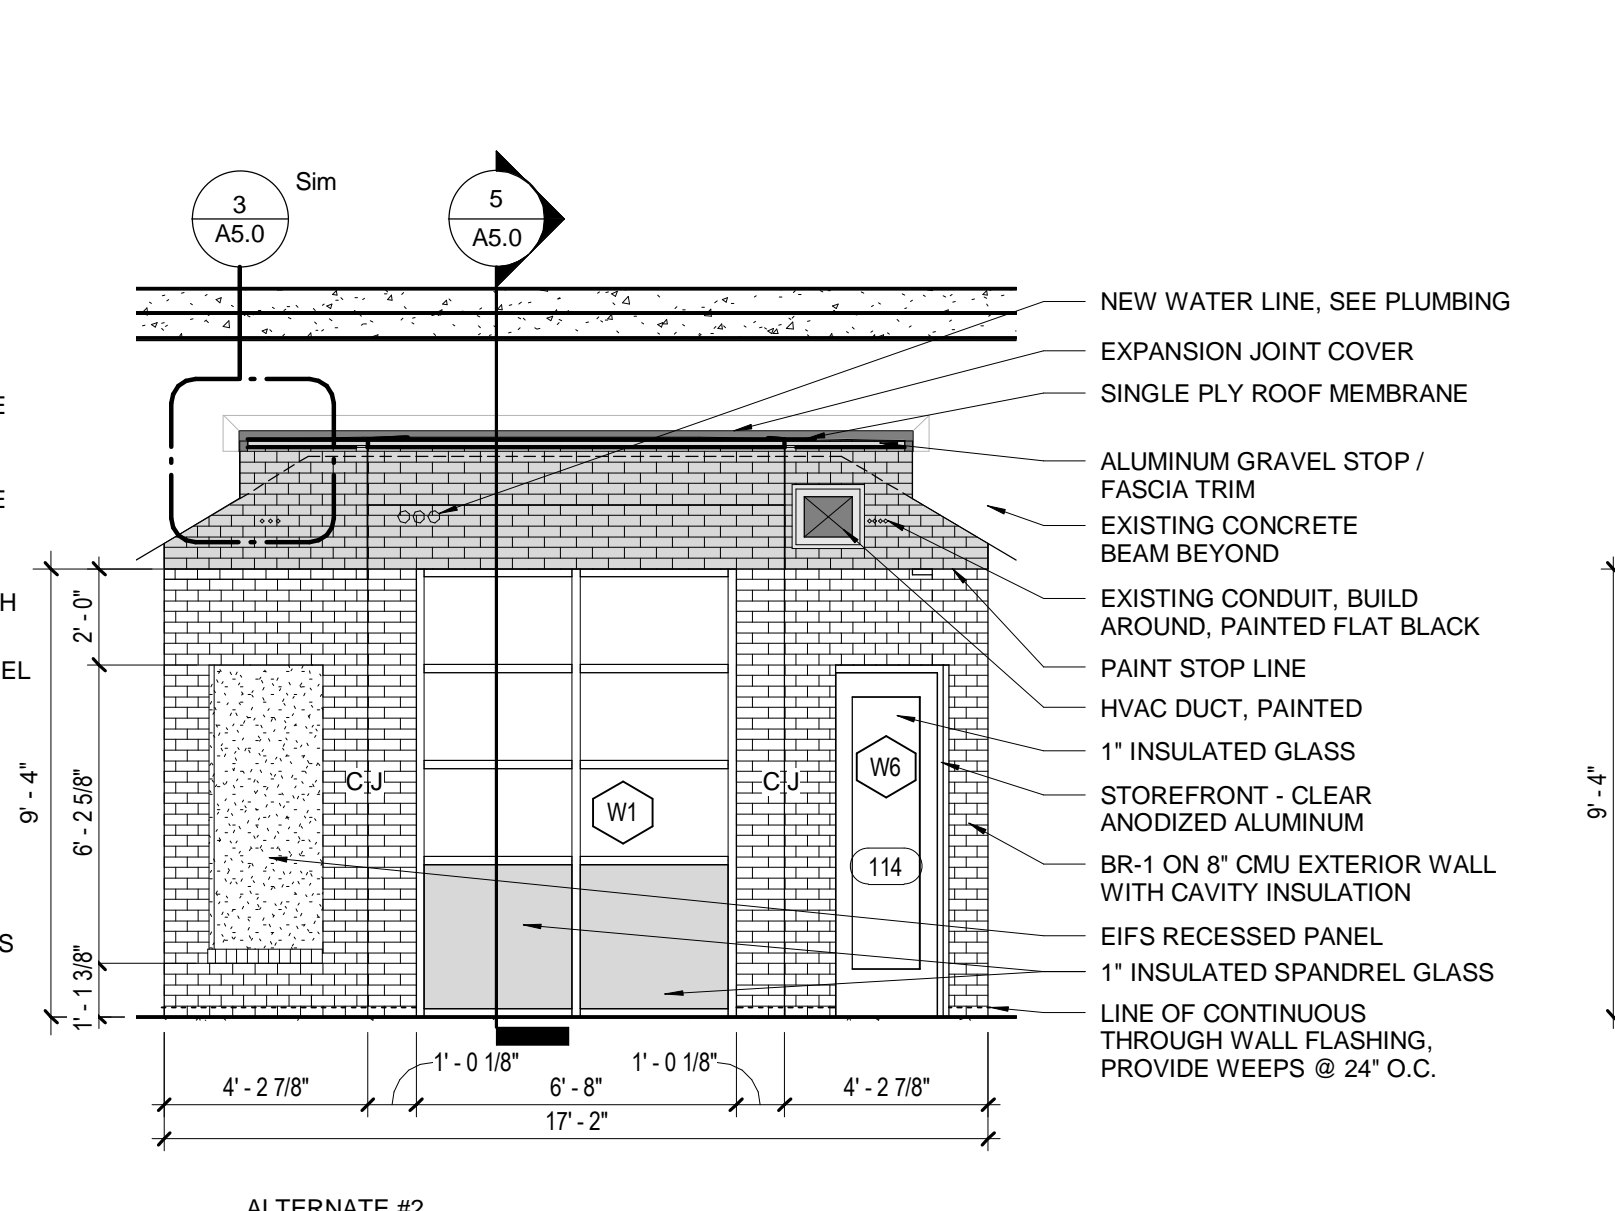 3
A5.0
Sim
5
A5.0
NEW WATER LINE, SEE PLUMBING
EXPANSION JOINT COVER
SINGLE PLY ROOF MEMBRANE
ALUMINUM GRAVEL STOP /
FASCIA TRIM
EXISTING CONCRETE
BEAM BEYOND
EXISTING CONDUIT, BUILD
AROUND, PAINTED FLAT BLACK
PAINT STOP LINE
HVAC DUCT, PAINTED
1" INSULATED GLASS
STOREFRONT - CLEAR
ANODIZED ALUMINUM
BR-1 ON 8" CMU EXTERIOR WALL
WITH CAVITY INSULATION
EIFS RECESSED PANEL
1" INSULATED SPANDREL GLASS
LINE OF CONTINUOUS
THROUGH WALL FLASHING,
PROVIDE WEEPS @ 24" O.C.
E
E
H
EL
S
9' - 4"
2' - 0"
6' - 2 5/8"
1' - 1 3/8"
CJ
CJ
W1
W6
114
9' - 4"
1' - 0 1/8"
1' - 0 1/8"
4' - 2 7/8"
6' - 8"
4' - 2 7/8"
17' - 2"
ALTERNATE #2